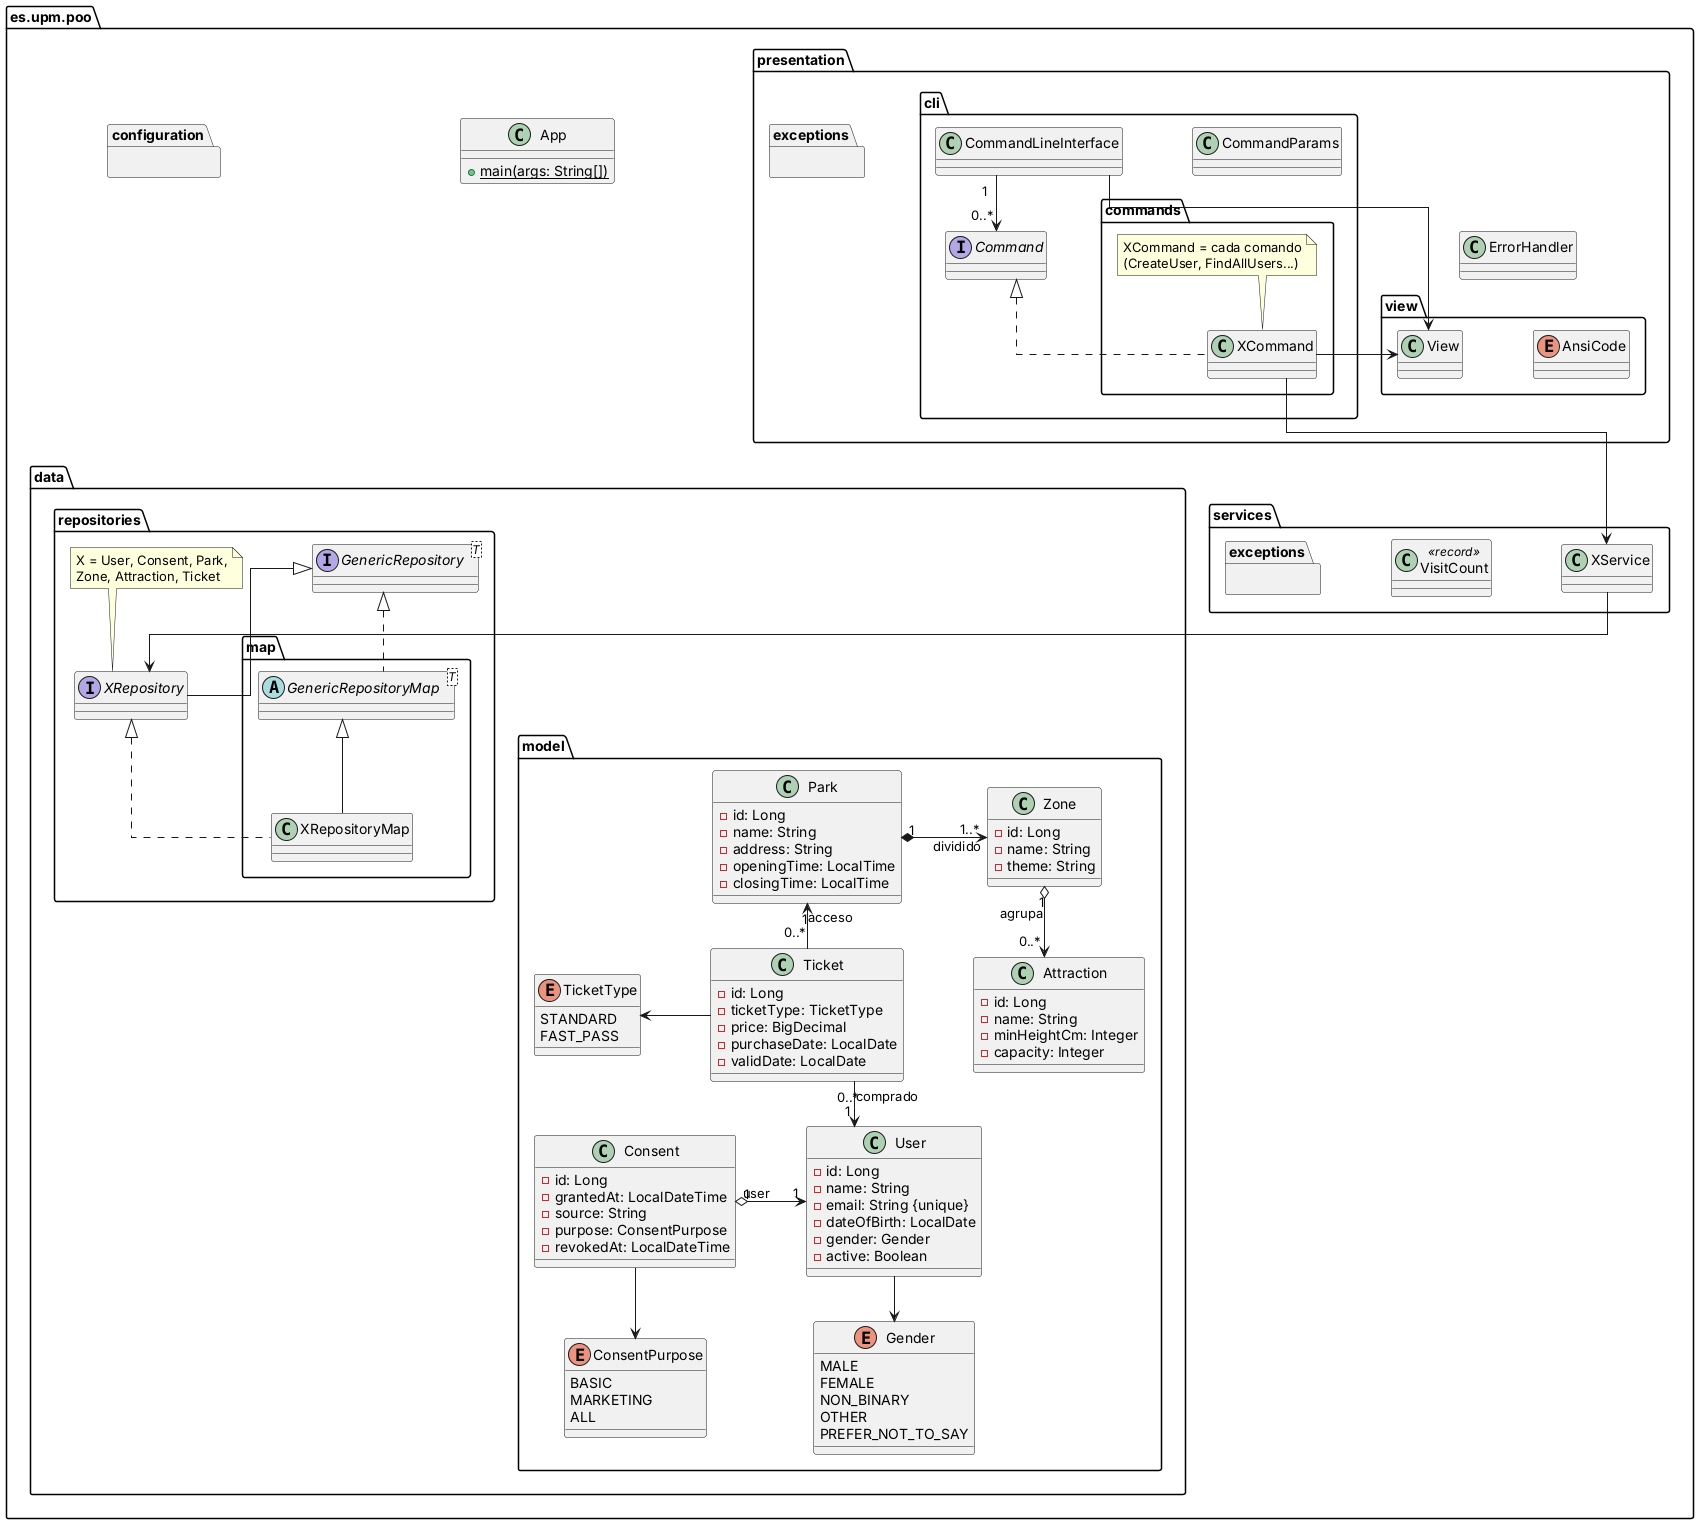 es.upm.poo
presentation
cli
configuration
App
main(args: String[])
exceptions
CommandLineInterface
CommandParams
1
0..*
commands
Command
XCommand = cada comando
(CreateUser, FindAllUsers...)
ErrorHandler
view
XCommand
View
AnsiCode
data
services
repositories
exceptions
«record»
VisitCount
XService
X = User, Consent, Park,
Zone, Attraction, Ticket
GenericRepository
T
map
XRepository
GenericRepositoryMap
T
XRepositoryMap
model
Park
id: Long
name: String
address: String
openingTime: LocalTime
closingTime: LocalTime
1
1..*
dividido
Zone
id: Long
name: String
theme: String
1
agrupa
0..*
1
acceso
0..*
Ticket
id: Long
ticketType: TicketType
price: BigDecimal
purchaseDate: LocalDate
validDate: LocalDate
TicketType
STANDARD
FAST_PASS
Attraction
id: Long
name: String
minHeightCm: Integer
capacity: Integer
0..*
comprado
1
Consent
id: Long
grantedAt: LocalDateTime
source: String
purpose: ConsentPurpose
revokedAt: LocalDateTime
user
1
User
id: Long
name: String
email: String {unique}
dateOfBirth: LocalDate
gender: Gender
active: Boolean
ConsentPurpose
BASIC
MARKETING
ALL
Gender
MALE
FEMALE
NON_BINARY
OTHER
PREFER_NOT_TO_SAY